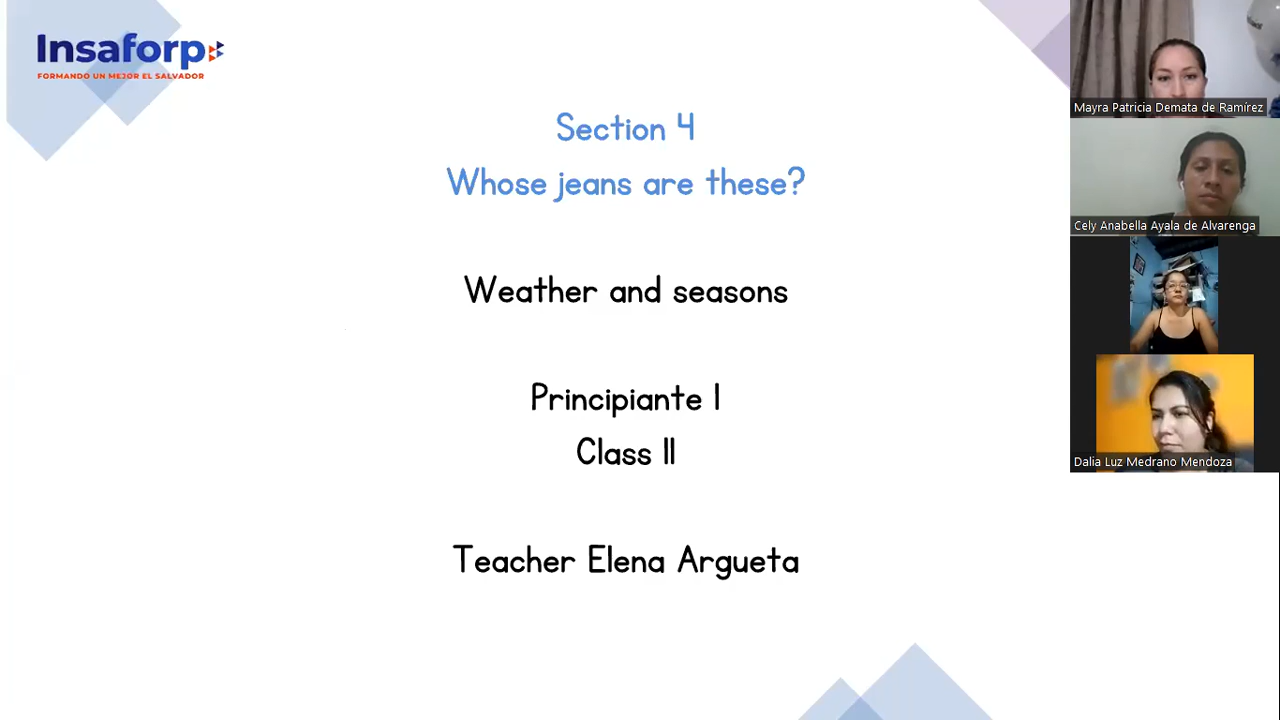 Insaforp
FORMANDO UN MEJOR EL SALVADOR
Section 4
Whose jeans are these?
Weather and seasons
Principiante I
Class II
Teacher Elena Argueta
Mayra Patricia Demata de Ramírez
Cely Anabella Ayala de Alvarenga
Dalia Luz Medrano Mendoza